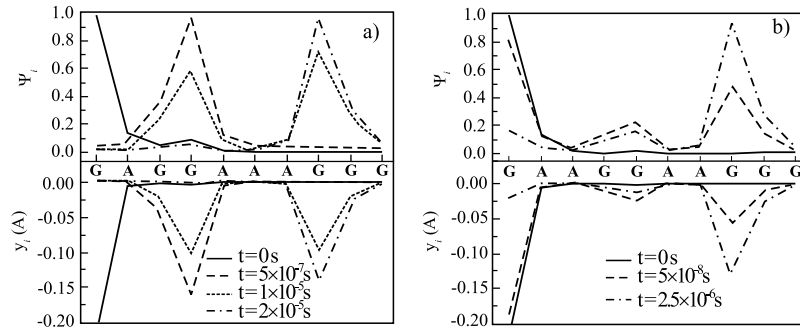 a)
Ψi
1.0
0.8
0.6
0.4
0.2
0.0
G A G G A A A G G G
yi (A)
0.00
-0.05
-0.10
-0.15
-0.20
t=0s
t=5×10⁻⁷s
t=1×10⁻⁵s
t=2×10⁻⁵s
b)
Ψi
1.0
0.8
0.6
0.4
0.2
0.0
G A A G G A A G G G
yi (A)
0.00
-0.05
-0.10
-0.15
-0.20
t=0s
t=5×10⁻⁸s
t=2.5×10⁻⁶s